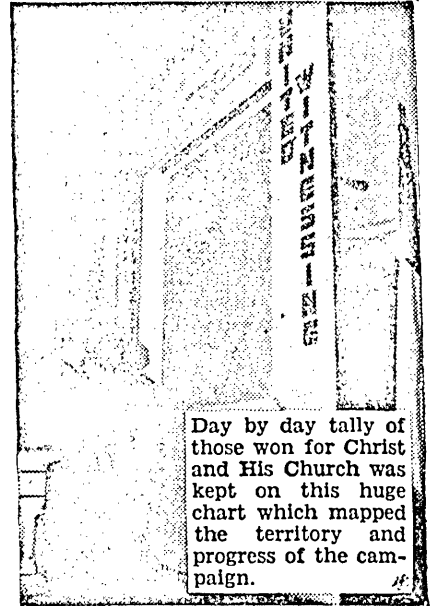 Day by day tally of
those won for Christ
and His Church was
kept on this huge
chart which mapped
the territory and
progress of the cam-
paign.